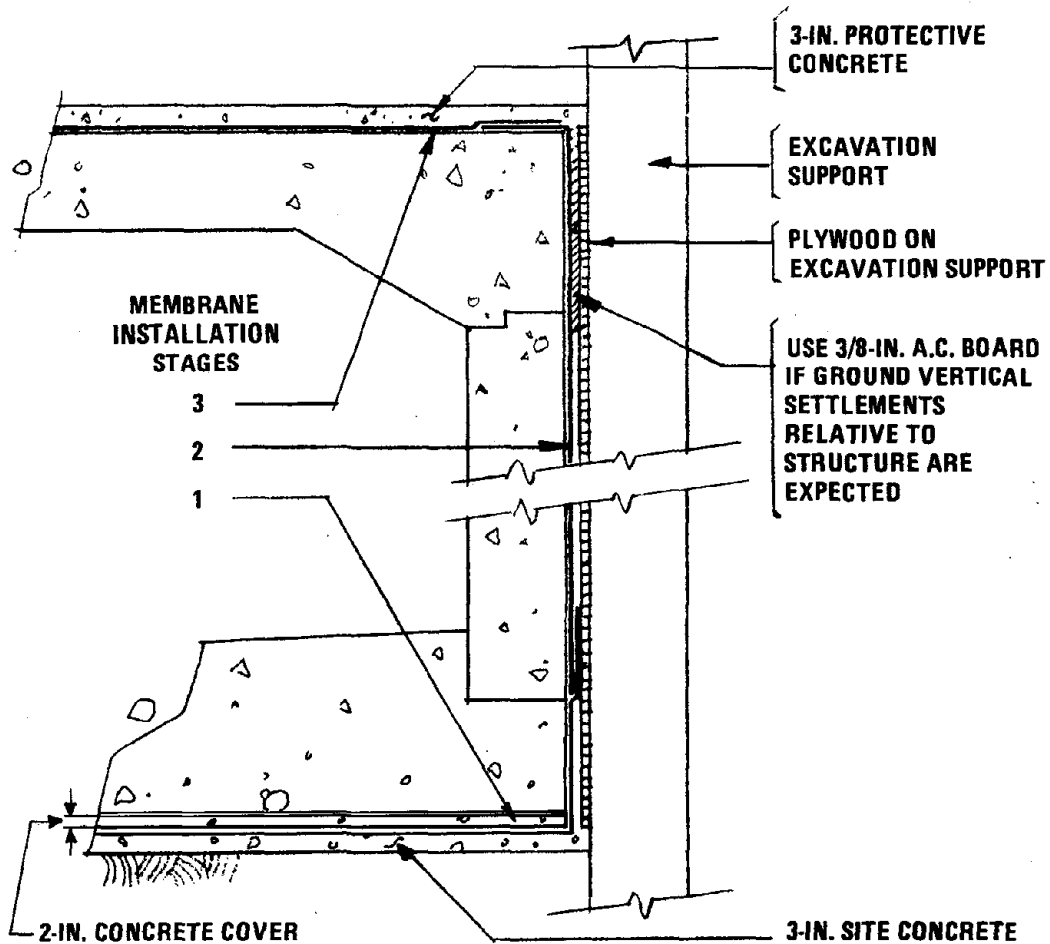 3-IN. PROTECTIVE
CONCRETE
EXCAVATION
SUPPORT
PLYWOOD ON
EXCAVATION SUPPORT
MEMBRANE
INSTALLATION
STAGES
3
2
1
USE 3/8-IN. A.C. BOARD
IF GROUND VERTICAL
SETTLEMENTS
RELATIVE TO
STRUCTURE ARE
EXPECTED
2-IN. CONCRETE COVER
3-IN. SITE CONCRETE